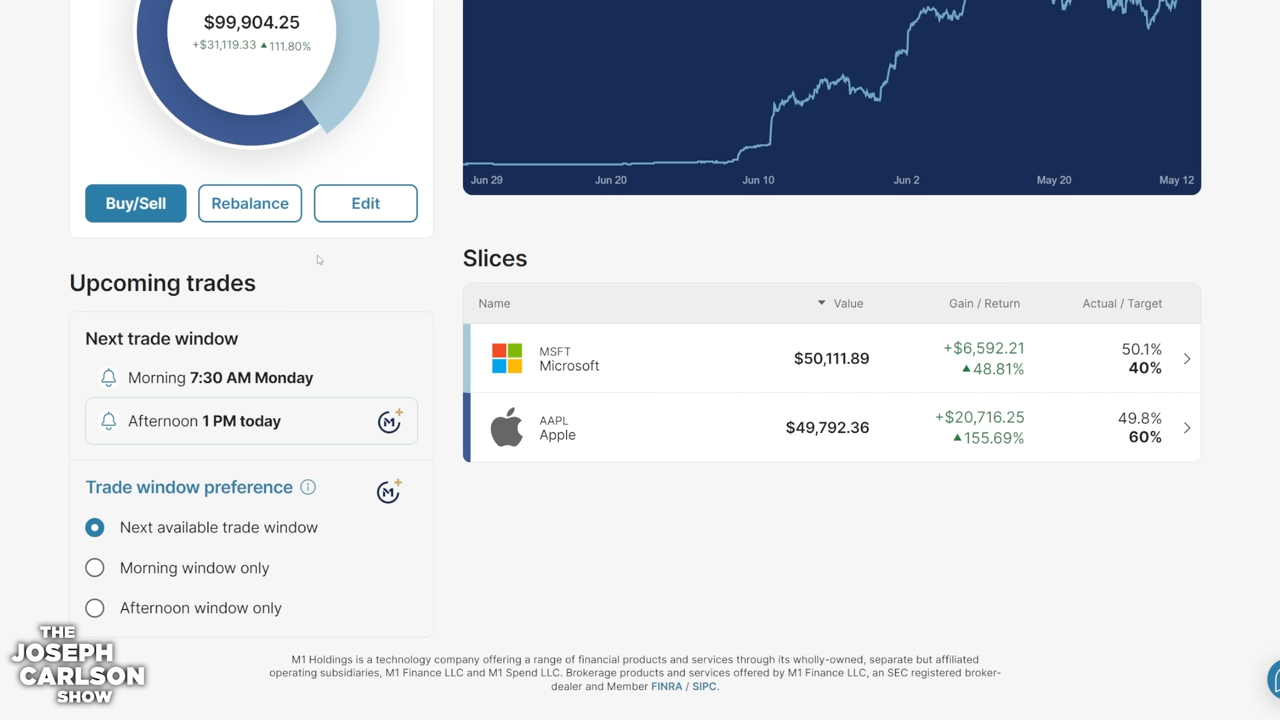 $99,904.25
+$31,119.33 ▲ 111.80%
Buy/Sell
Rebalance
Edit
Jun 29
Jun 20
Jun 10
Jun 2
May 20
May 12
Upcoming trades
Next trade window
Morning 7:30 AM Monday
Afternoon 1 PM today
M+
Trade window preference
M+
Next available trade window
Morning window only
Afternoon window only
Slices
Name
Value
Gain / Return
Actual / Target
MSFT
Microsoft
$50,111.89
+$6,592.21
▲48.81%
50.1%
40%
AAPL
Apple
$49,792.36
+$20,716.25
▲155.69%
49.8%
60%
M1 Holdings is a technology company offering a range of financial products and services through its wholly-owned, separate but affiliated
operating subsidiaries, M1 Finance LLC and M1 Spend LLC. Brokerage products and services offered by M1 Finance LLC, an SEC registered broker-
dealer and Member FINRA / SIPC.
THE
JOSEPH
CARLSON
SHOW